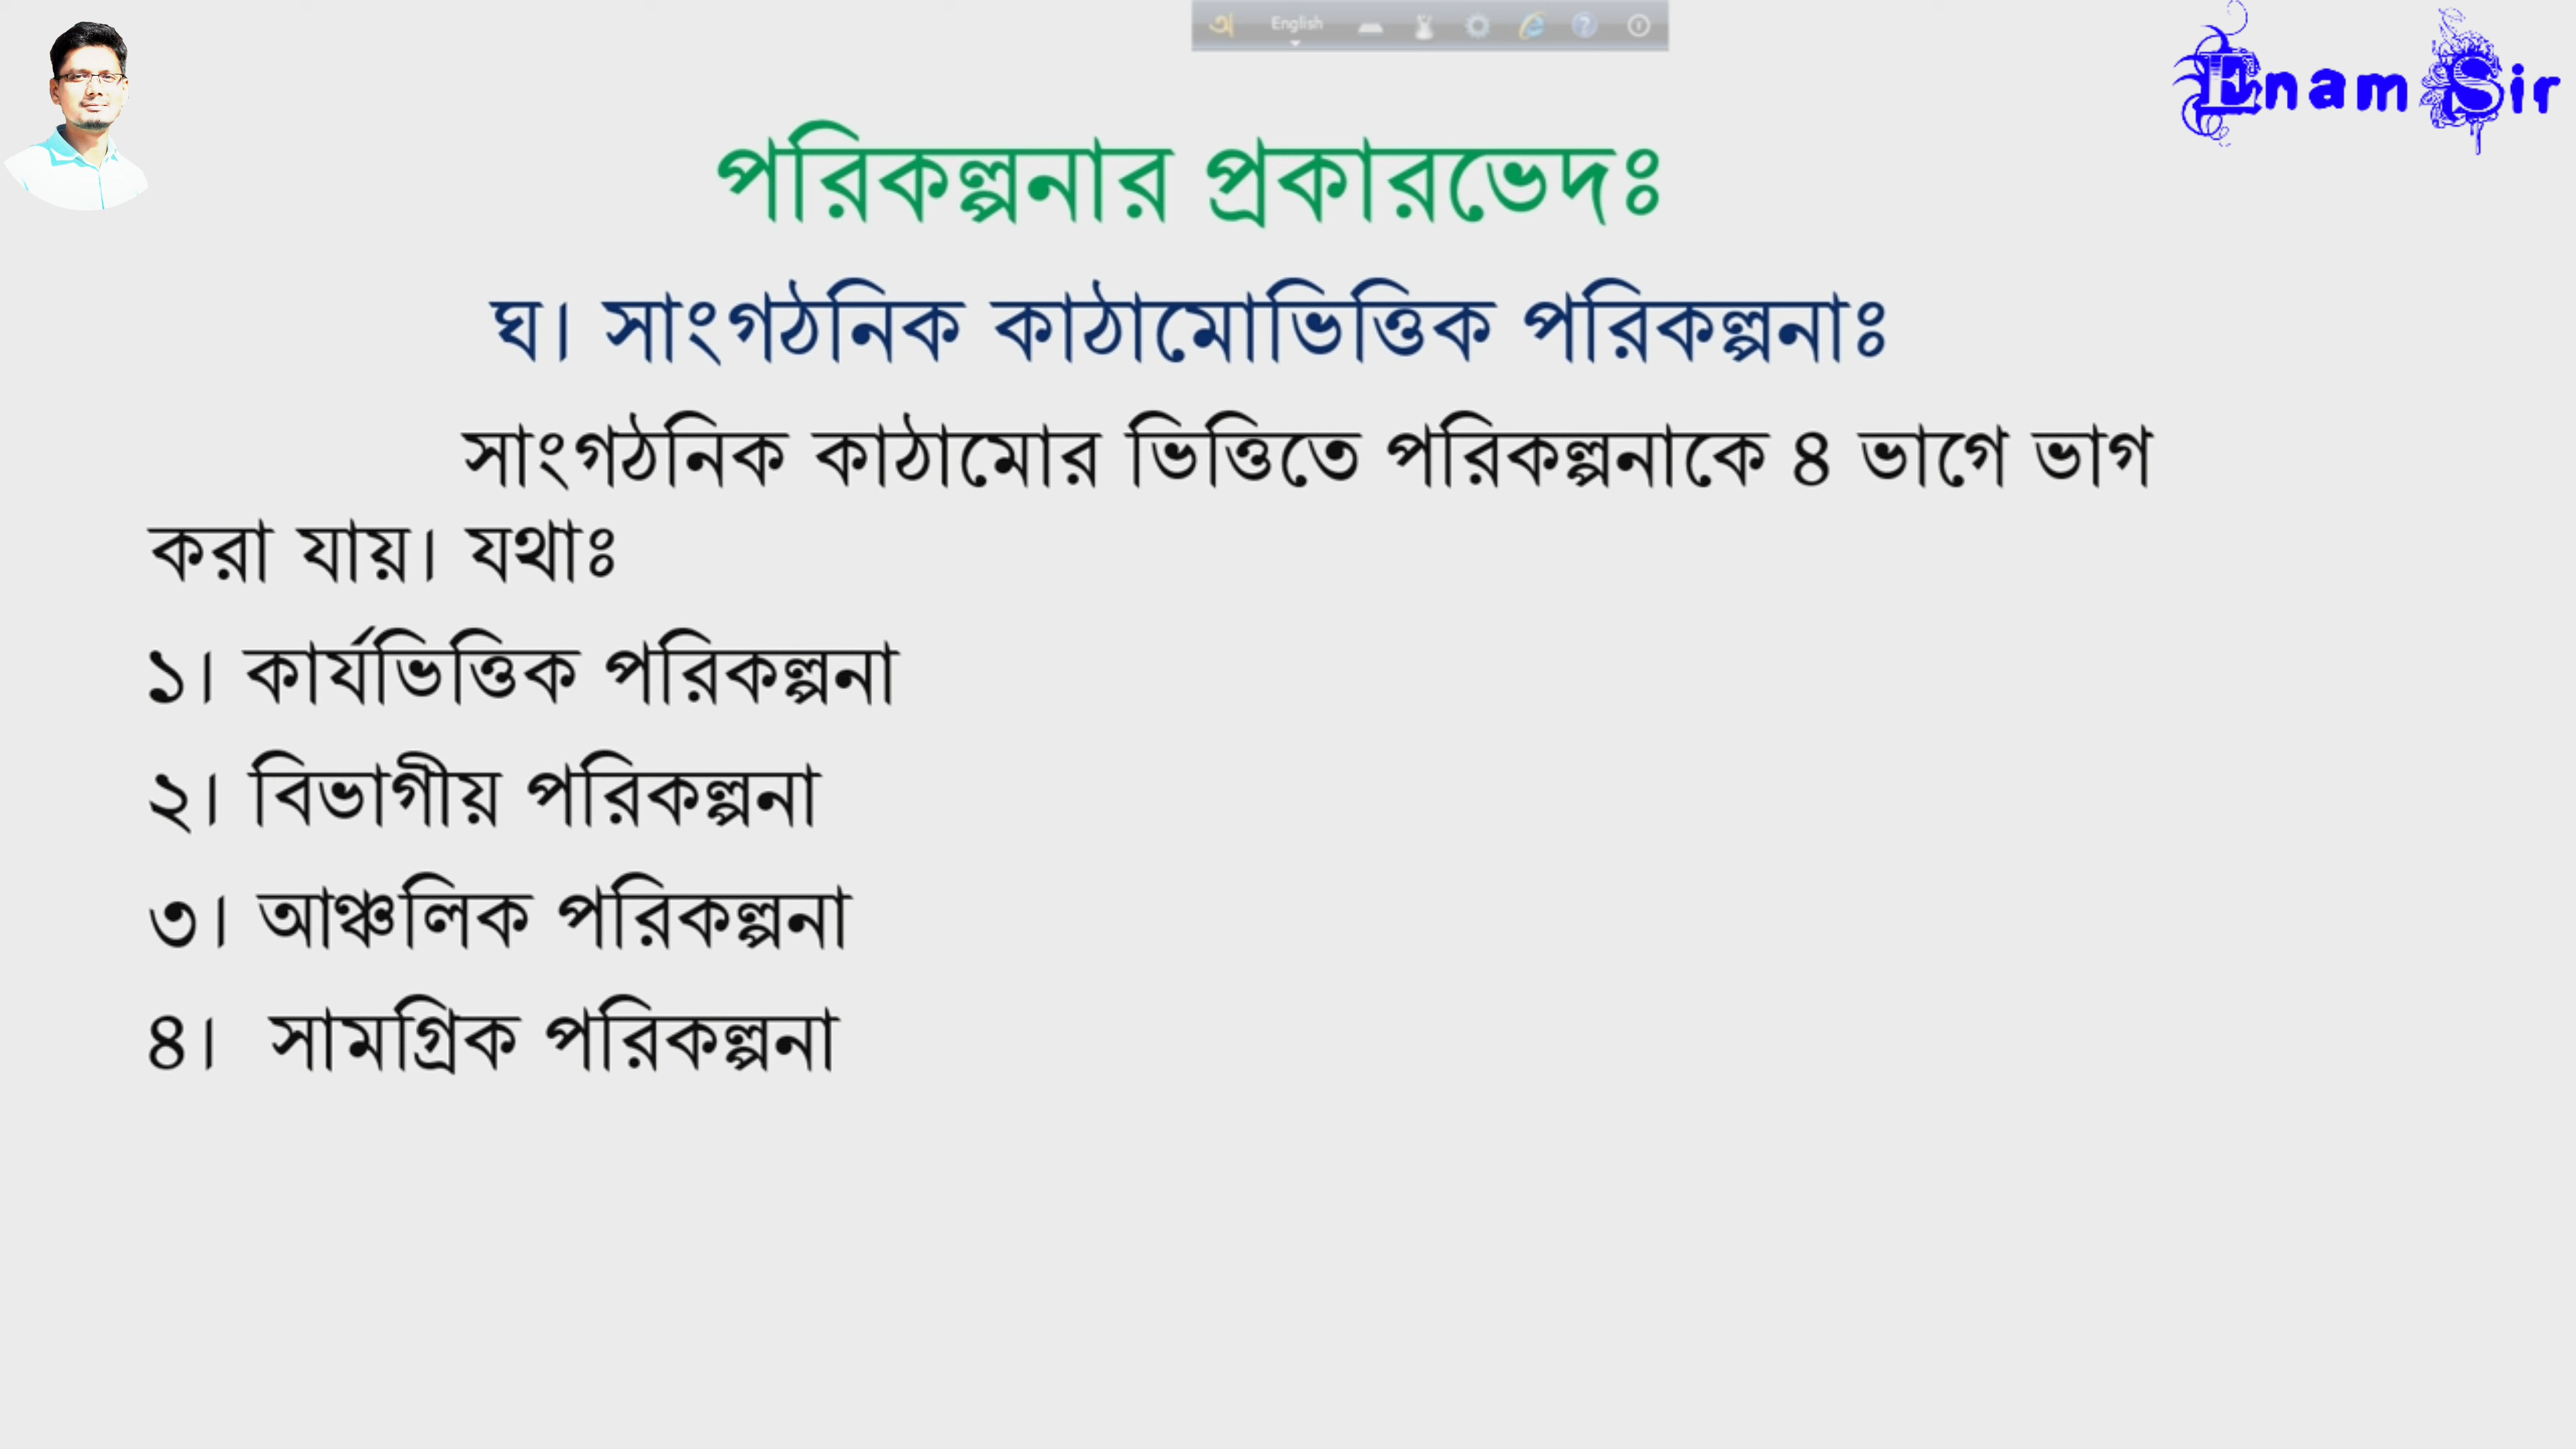 English
Enam Sir
পরিকল্পনার প্রকারভেদঃ
ঘ। সাংগঠনিক কাঠামোভিত্তিক পরিকল্পনাঃ
সাংগঠনিক কাঠামোর ভিত্তিতে পরিকল্পনাকে ৪ ভাগে ভাগ
করা যায়। যথাঃ
১। কার্যভিত্তিক পরিকল্পনা
২। বিভাগীয় পরিকল্পনা
৩। আঞ্চলিক পরিকল্পনা
৪। সামগ্রিক পরিকল্পনা